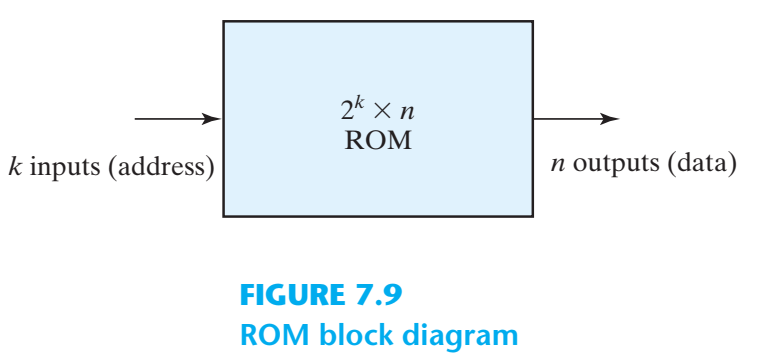 2^k × n
ROM
k inputs (address)
n outputs (data)
FIGURE 7.9
ROM block diagram